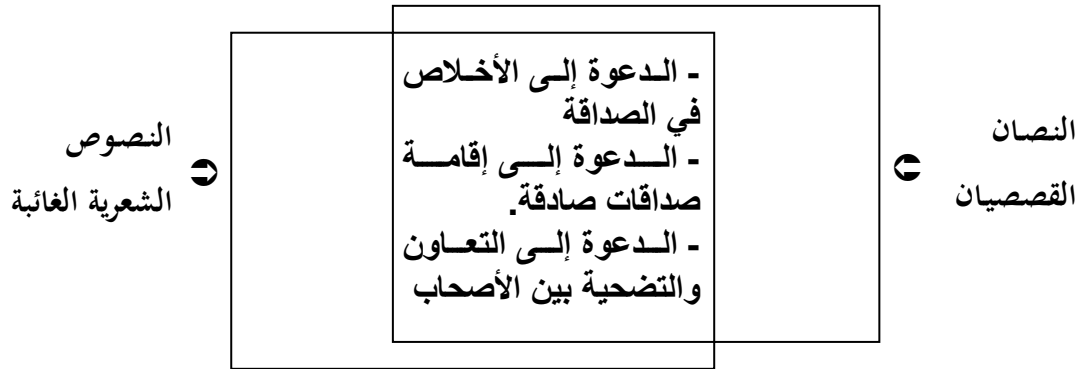 النصان
القصصيان
- الدعوة إلى الأخلاص
في الصداقة
- الدعوة إلى إقامة
صداقات صادقة.
- الدعوة إلى التعاون
والتضحية بين الأصحاب
النصوص
الشعرية الغائبة